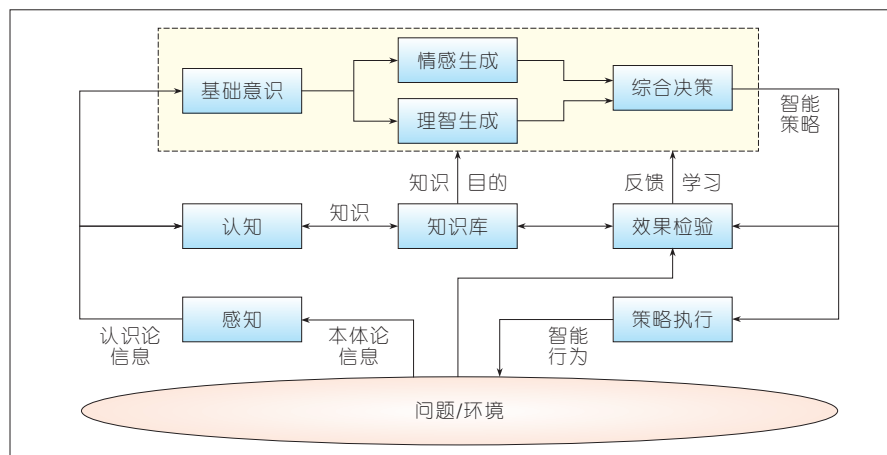 情感生成
基础意识
综合决策
理智生成
智能
策略
知识 目的
反馈 学习
认知
知识
知识库
效果检验
感知
策略执行
认识论
信息
本体论
信息
智能
行为
问题/环境